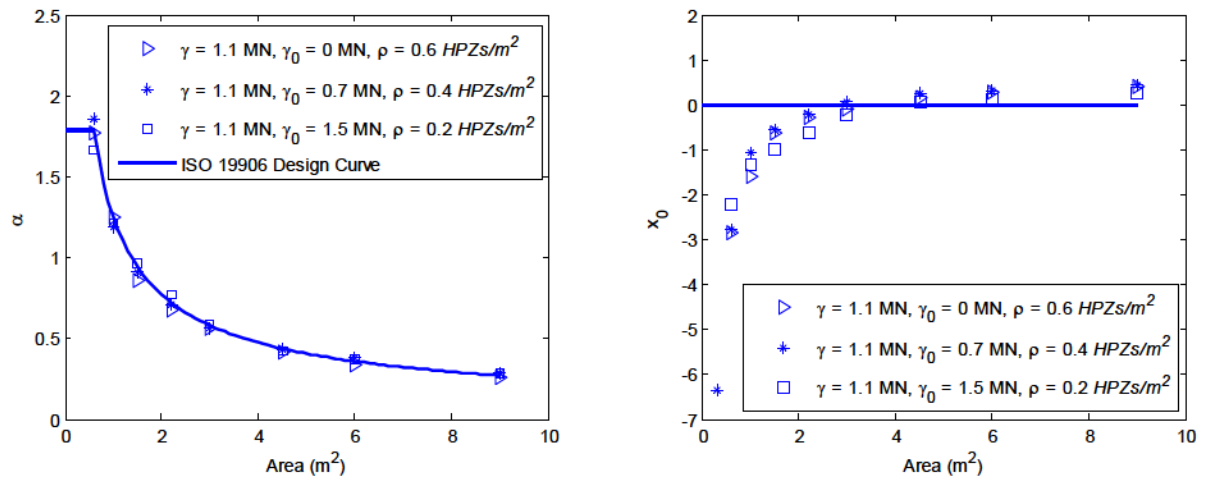 2.5
2
1.5
1
0.5
0
α
γ = 1.1 MN, γ₀ = 0 MN, ρ = 0.6 HPZs/m²
γ = 1.1 MN, γ₀ = 0.7 MN, ρ = 0.4 HPZs/m²
γ = 1.1 MN, γ₀ = 1.5 MN, ρ = 0.2 HPZs/m²
ISO 19906 Design Curve
0 2 4 6 8 10
Area (m²)
2
1
0
-1
-2
-3
-4
-5
-6
-7
x₀
γ = 1.1 MN, γ₀ = 0 MN, ρ = 0.6 HPZs/m²
γ = 1.1 MN, γ₀ = 0.7 MN, ρ = 0.4 HPZs/m²
γ = 1.1 MN, γ₀ = 1.5 MN, ρ = 0.2 HPZs/m²
0 2 4 6 8 10
Area (m²)